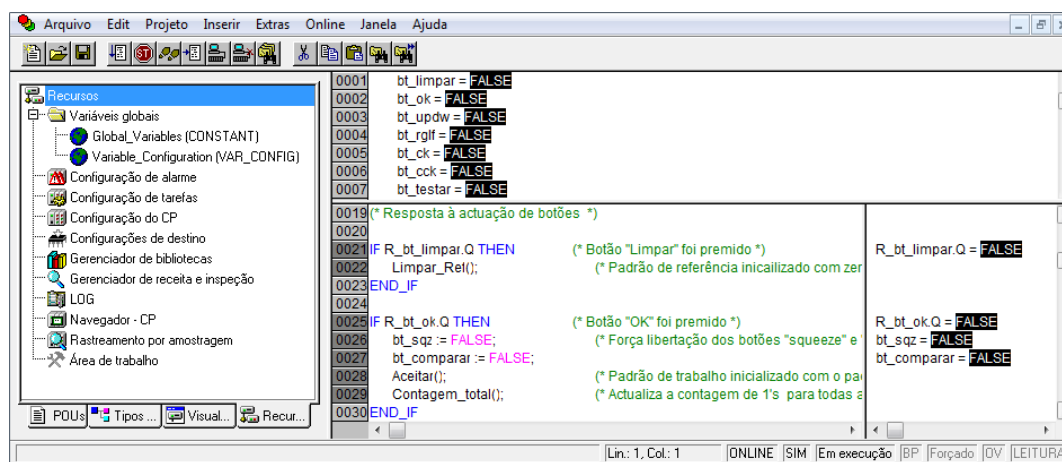 Arquivo Edit Projeto Inserir Extras Online Janela Ajuda
Recursos
Variáveis globais
Global_Variables (CONSTANT)
Variable_Configuration (VAR_CONFIG)
Configuração de alarme
Configuração de tarefas
Configuração do CP
Configurações de destino
Gerenciador de bibliotecas
Gerenciador de receita e inspeção
LOG
Navegador - CP
Rastreamento por amostragem
Área de trabalho
POUs Tipos ... Visual... Recur...
0001 bt_limpar = FALSE
0002 bt_ok = FALSE
0003 bt_updw = FALSE
0004 bt_rglf = FALSE
0005 bt_ck = FALSE
0006 bt_cck = FALSE
0007 bt_testar = FALSE
0019 (* Resposta à actuação de botões *)
0020
0021 IF R_bt_limpar.Q THEN (* Botão "Limpar" foi premido *) R_bt_limpar.Q = FALSE
0022 Limpar_Ref(); (* Padrão de referência inicailizado com zer
0023 END_IF
0024
0025 IF R_bt_ok.Q THEN (* Botão "OK" foi premido *) R_bt_ok.Q = FALSE
0026 bt_sqz := FALSE; (* Força libertação dos botões "squeeze" e " bt_sqz = FALSE
0027 bt_comparar := FALSE; bt_comparar = FALSE
0028 Aceitar(); (* Padrão de trabalho inicializado com o pa
0029 Contagem_total(); (* Actualiza a contagem de 1's para todas a
0030 END_IF
Lin.: 1, Col.: 1 ONLINE SIM Em execução BP Forçado OV LEITURA